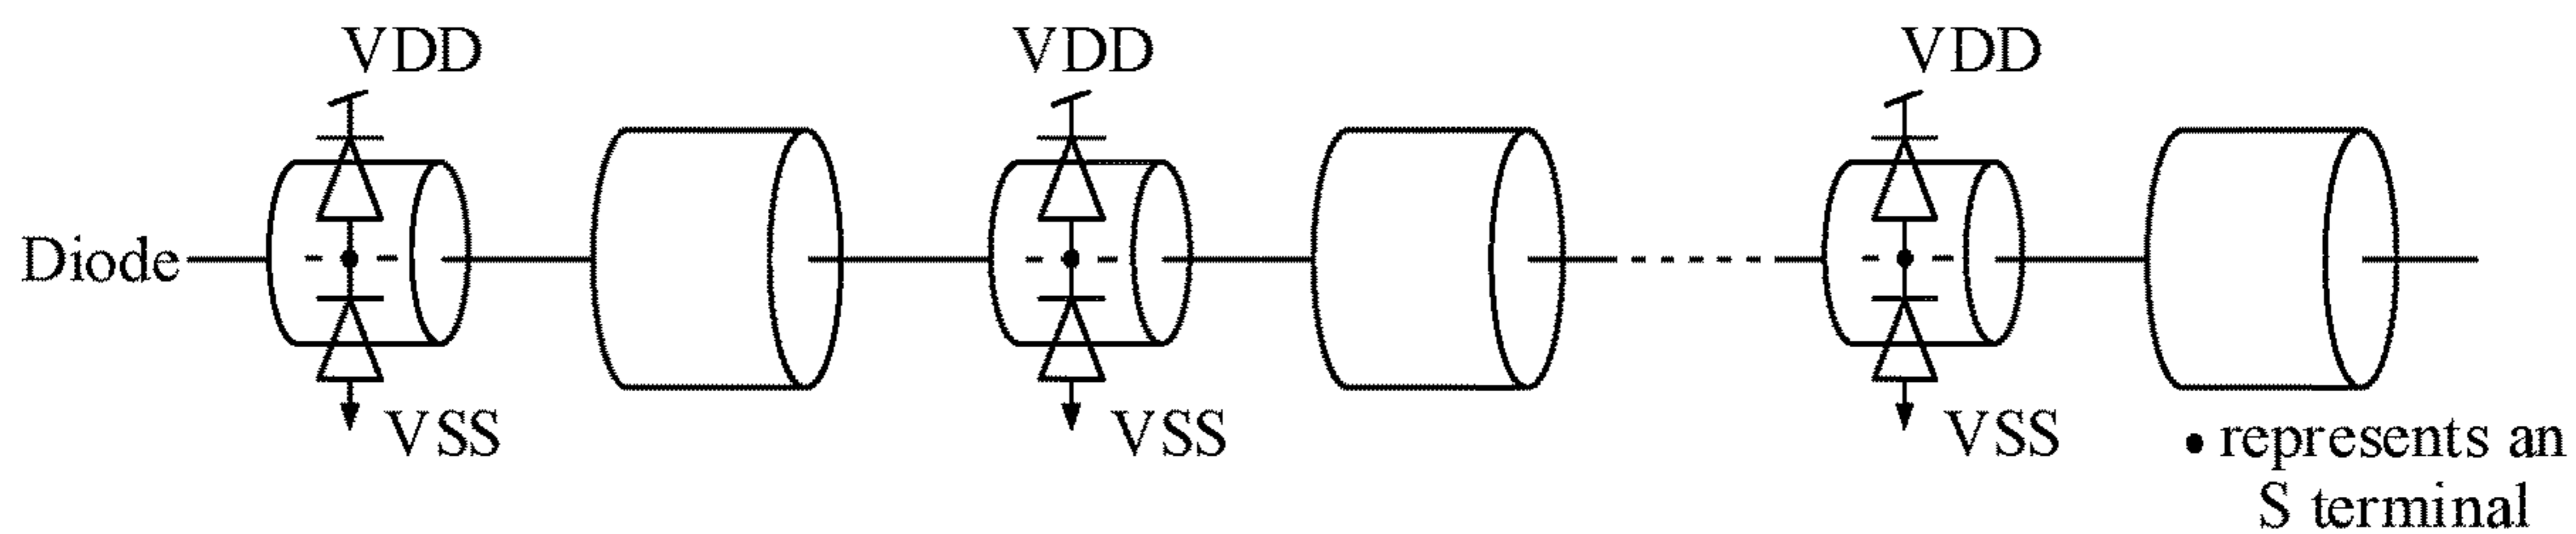 VDD
VDD
VDD
Diode
VSS
VSS
VSS
• represents an
S terminal